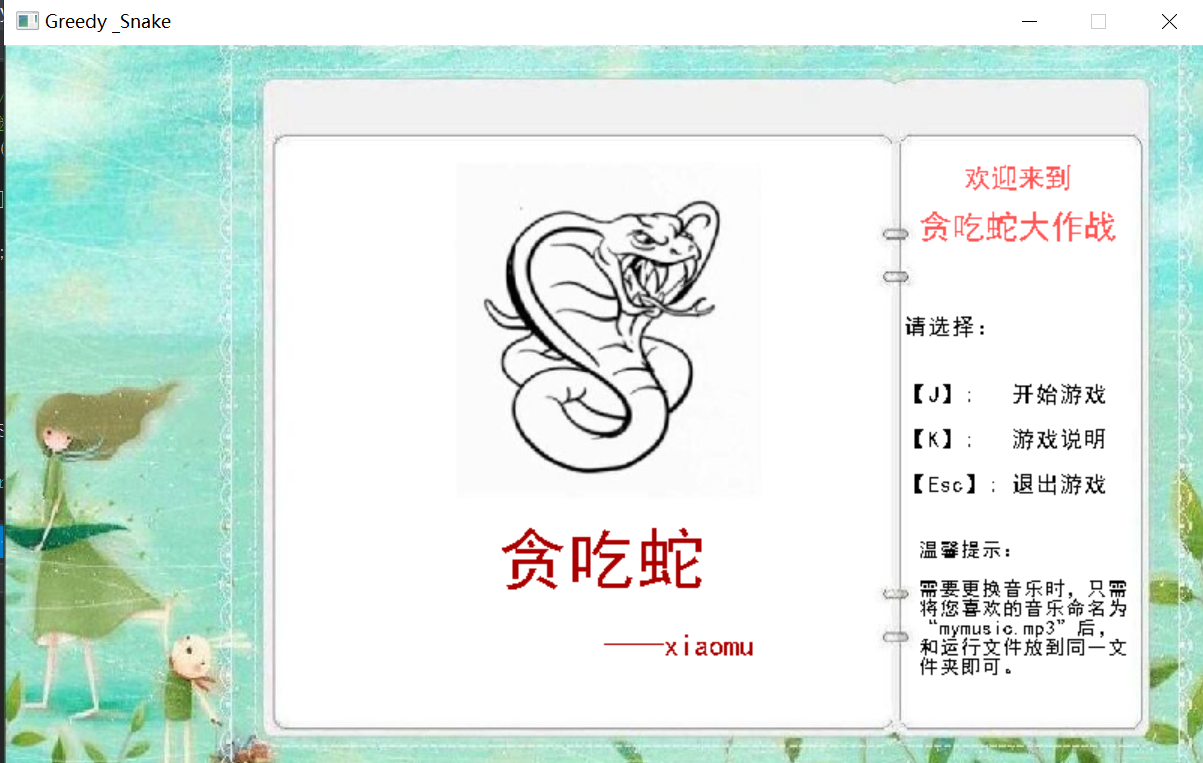 Greedy _Snake
欢迎来到
贪吃蛇大作战
请选择：
【J】； 开始游戏
【K】； 游戏说明
【Esc】；退出游戏
温馨提示：
需要更换音乐时，只需
将您喜欢的音乐命名为
“mymusic.mp3”后，
和运行文件放到同一文
件夹即可。
贪吃蛇
——xiaomu